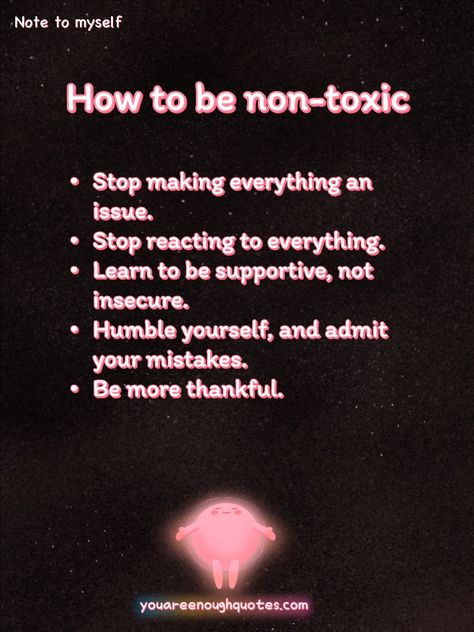 Note to myself
How to be non-toxic
• Stop making everything an
issue.
• Stop reacting to everything.
• Learn to be supportive, not
insecure.
• Humble yourself, and admit
your mistakes.
• Be more thankful.
youareenoughquotes.com